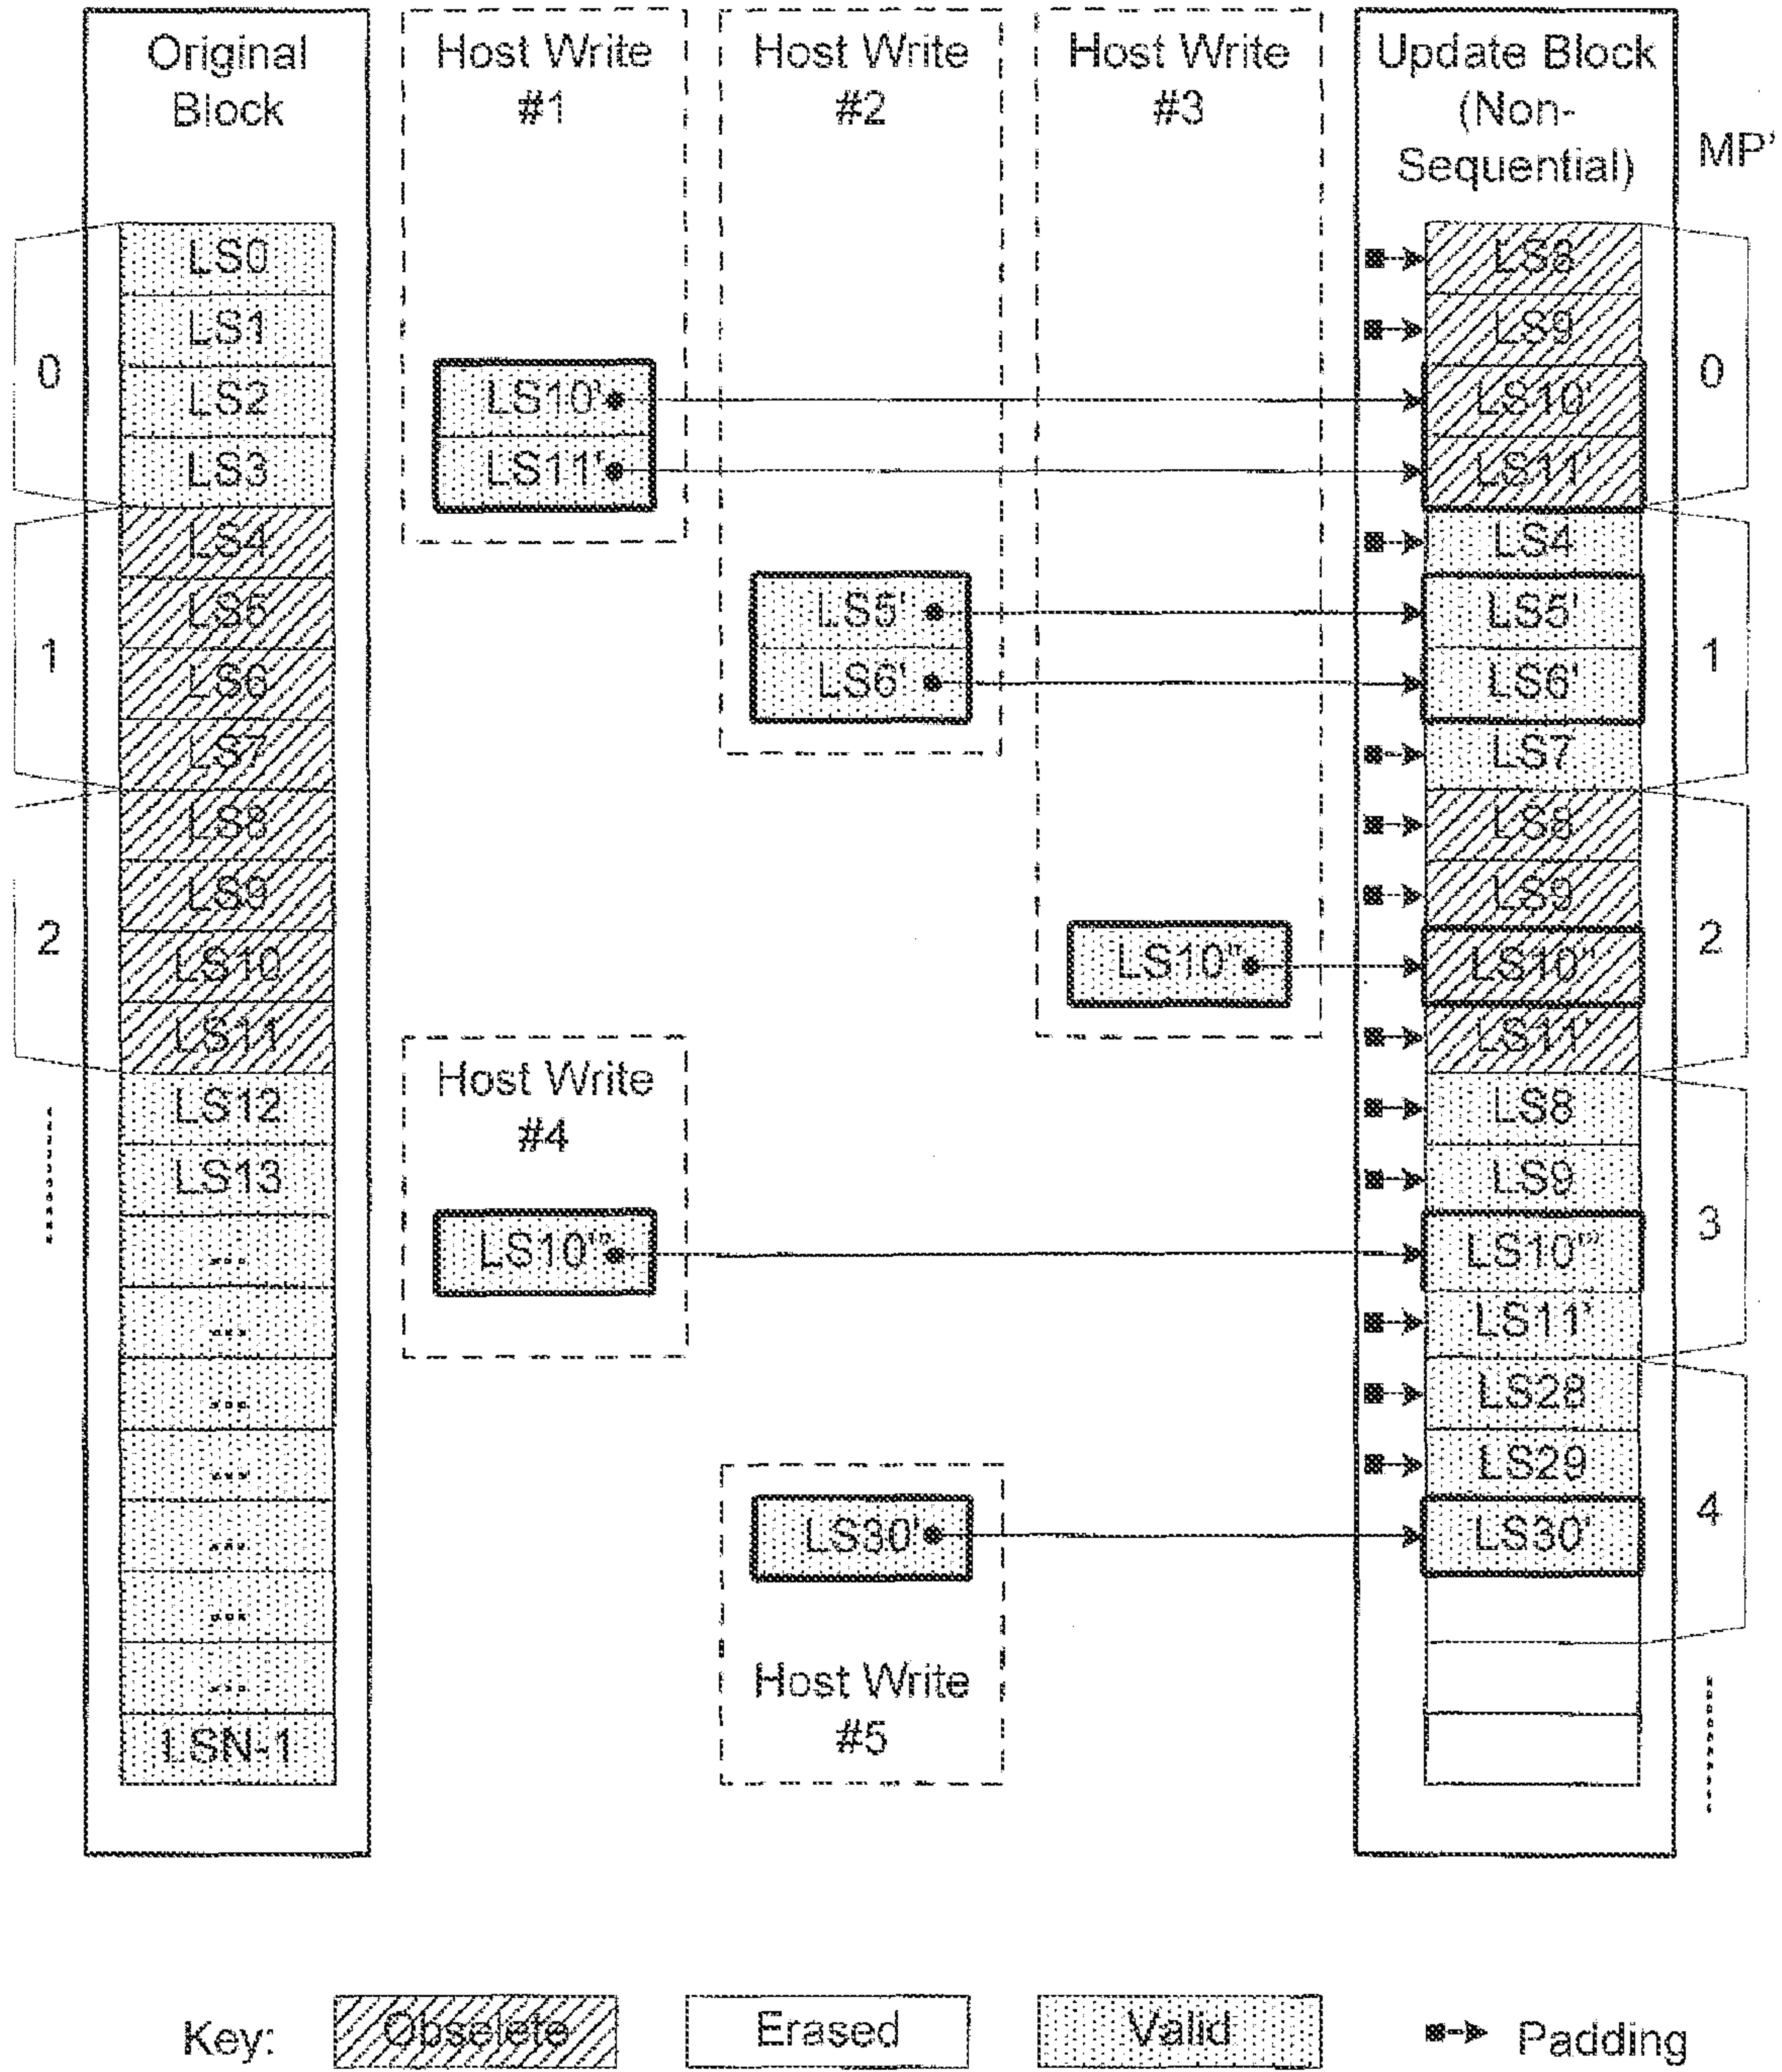 Original
Block
Host Write
#1
Host Write
#2
Host Write
#3
Update Block
(Non-
Sequential)
MP'
0
1
2
LS0
LS1
LS2
LS3
LS4
LS5
LS6
LS7
LS8
LS9
LS10
LS11
LS12
LS13
...
...
...
...
...
...
...
LSN-1
LS10'
LS11'
LS5'
LS6'
LS10"
Host Write
#4
LS10'"
LS30'
Host Write
#5
LS8
LS9
LS10'
LS11'
LS4
LS5'
LS6'
LS7
LS8
LS9
LS10"
LS11'
LS8
LS9
LS10'"
LS11'
LS28
LS29
LS30'
0
1
2
3
4
Key:
Obselete
Erased
Valid
Padding